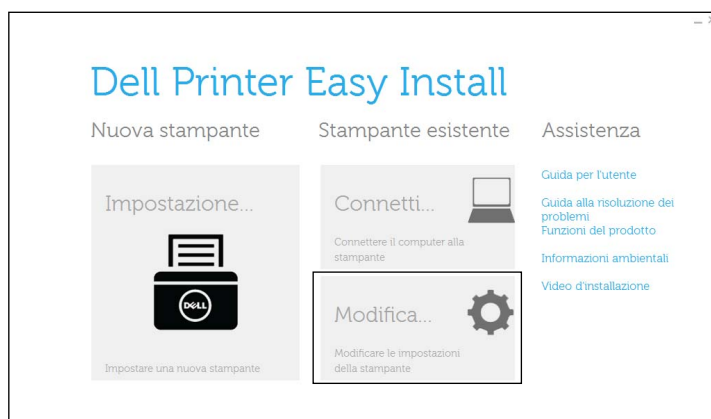 Dell Printer Easy Install
Nuova stampante
Impostazione...
DELL
Impostare una nuova stampante
Stampante esistente
Connetti...
Connettere il computer alla
stampante
Modifica...
Modificare le impostazioni
della stampante
Assistenza
Guida per l'utente
Guida alla risoluzione dei
problemi
Funzioni del prodotto
Informazioni ambientali
Video d'installazione